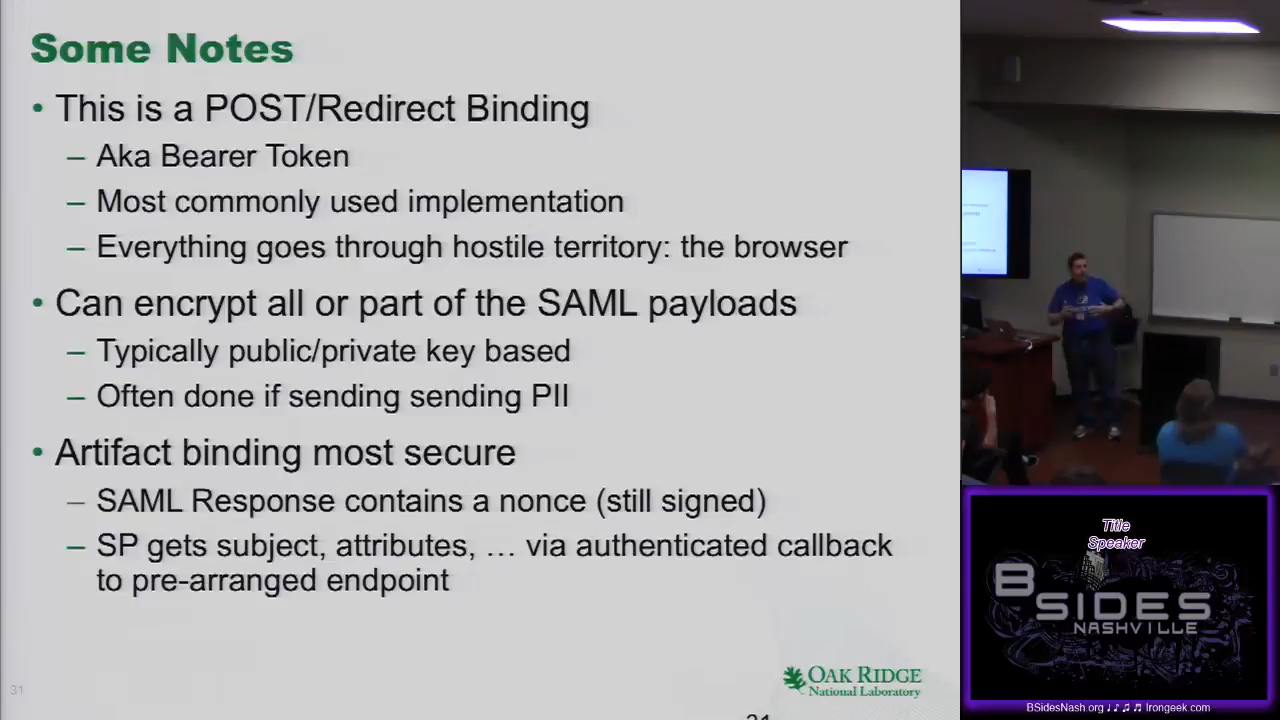 Some Notes
• This is a POST/Redirect Binding
– Aka Bearer Token
– Most commonly used implementation
– Everything goes through hostile territory: the browser
• Can encrypt all or part of the SAML payloads
– Typically public/private key based
– Often done if sending sending PII
• Artifact binding most secure
– SAML Response contains a nonce (still signed)
– SP gets subject, attributes, … via authenticated callback
to pre-arranged endpoint
31
OAK RIDGE
National Laboratory
Title
Speaker
BSIDES
NASHVILLE
BSidesNash.org ♩ ♪ ♫ ♬ Irongeek.com